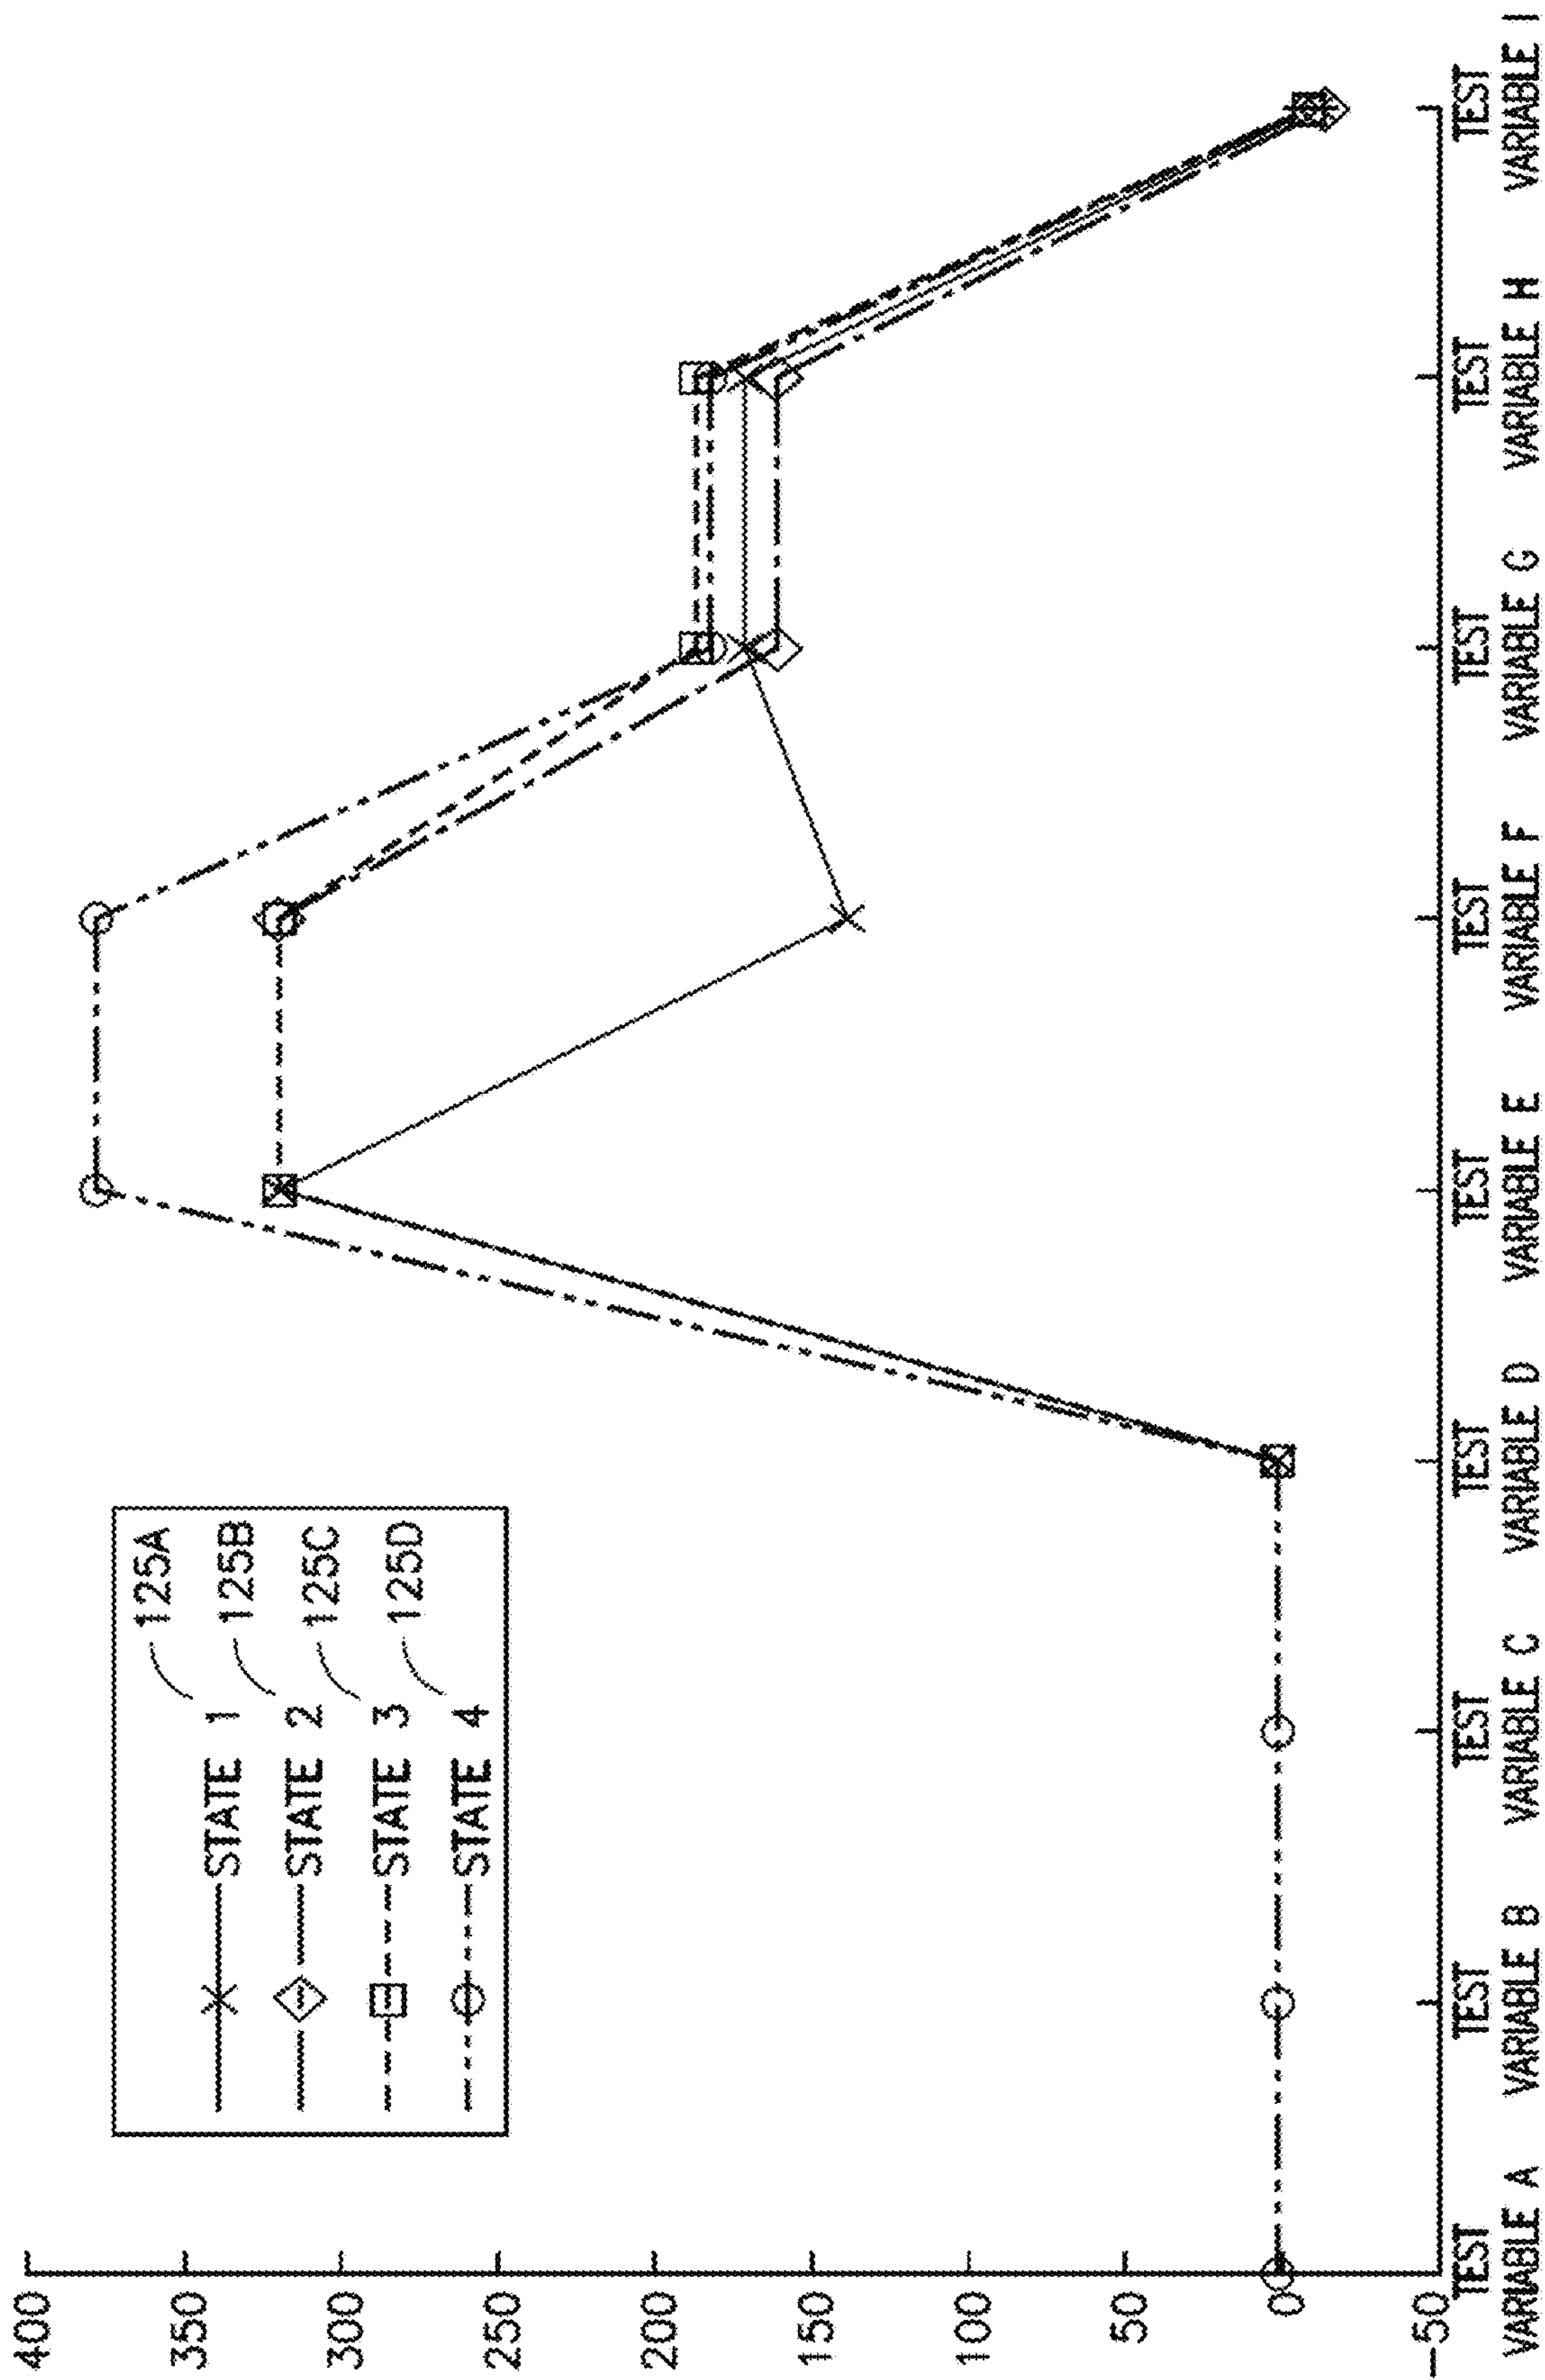 400
350
300
250
200
150
100
50
0
-50
STATE 1 125A
STATE 2 125B
STATE 3 125C
STATE 4 125D
TEST VARIABLE A
TEST VARIABLE B
TEST VARIABLE C
TEST VARIABLE D
TEST VARIABLE E
TEST VARIABLE F
TEST VARIABLE G
TEST VARIABLE H
TEST VARIABLE I